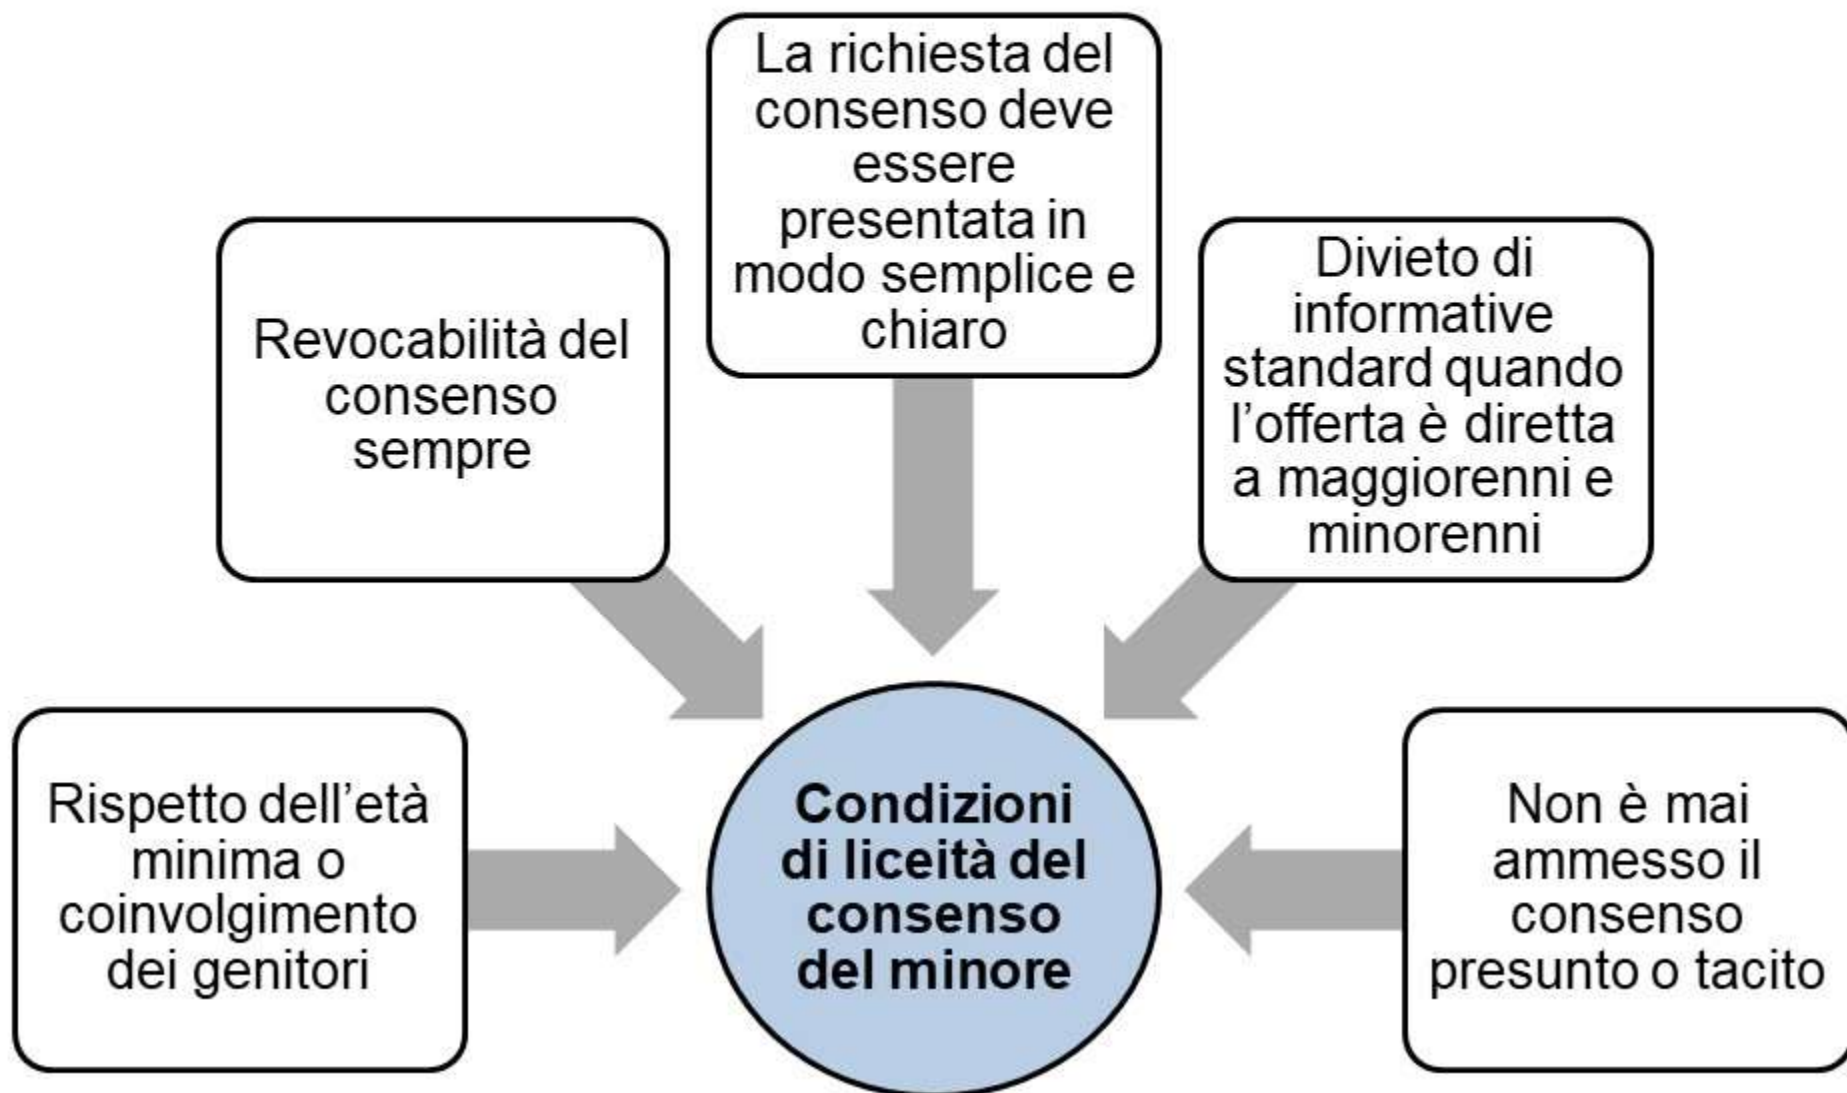 La richiesta del
consenso deve
essere
presentata in
modo semplice e
chiaro
Revocabilità del
consenso
sempre
Divieto di
informative
standard quando
l’offerta è diretta
a maggiorenni e
minorenni
Rispetto dell’età
minima o
coinvolgimento
dei genitori
Condizioni
di liceità del
consenso
del minore
Non è mai
ammesso il
consenso
presunto o tacito